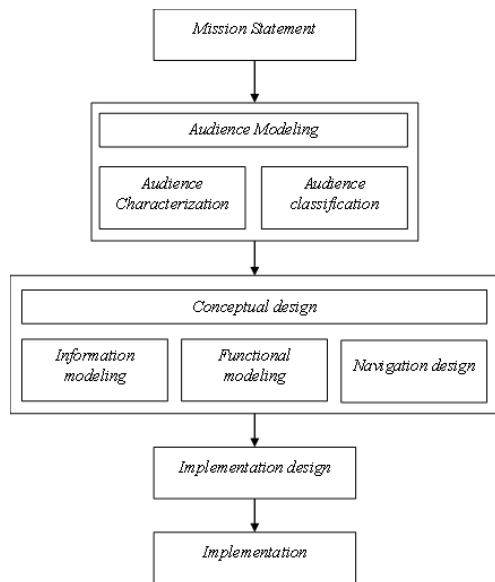 Mission Statement
Audience Modeling
Audience
Characterization
Audience
classification
Conceptual design
Information
modeling
Functional
modeling
Navigation design
Implementation design
Implementation